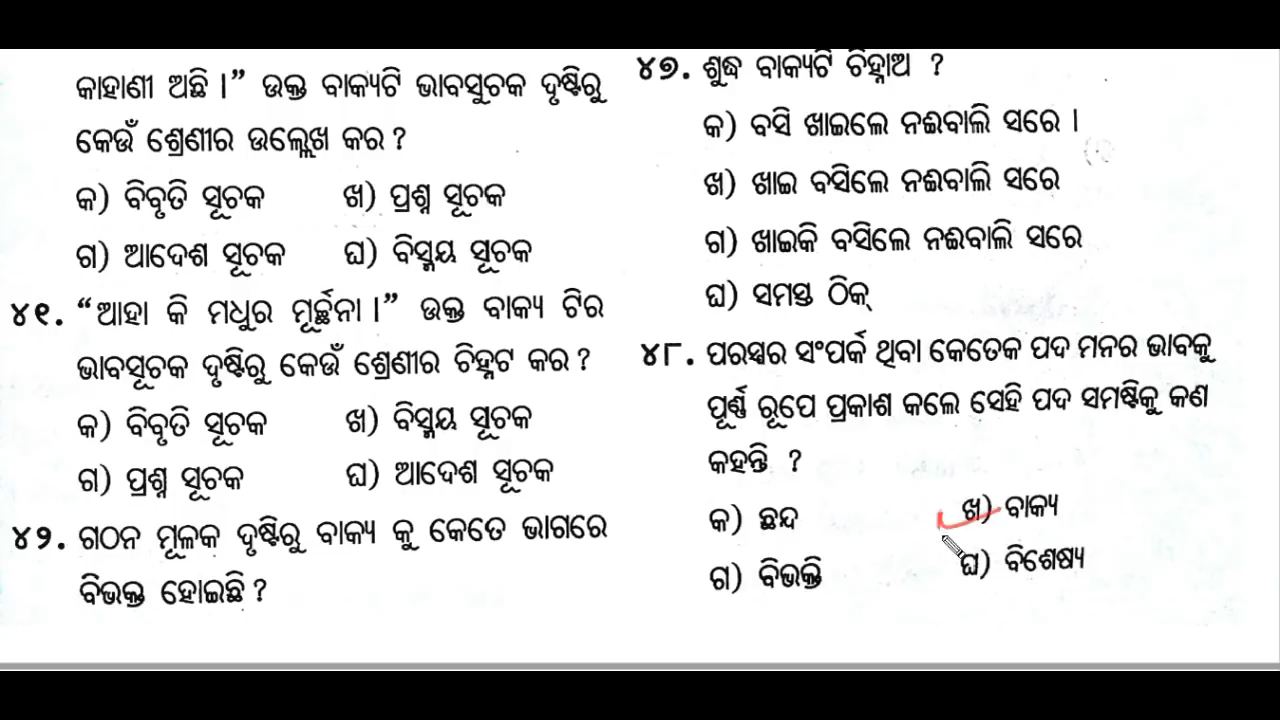 କାହାଣୀ ଅଛି ।” ଉକ୍ତ ବାକ୍ୟଟି ଭାବସୁଚକ ଦୃଷ୍ଟିରୁ
କେଉଁ ଶ୍ରେଣୀର ଉଲ୍ଲେଖ କର ?
କ) ବିବୃତି ସୂଚକ ଖ) ପ୍ରଶ୍ନ ସୂଚକ
ଗ) ଆଦେଶ ସୂଚକ ଘ) ବିସ୍ମୟ ସୂଚକ
୪୧. “ଆହା କି ମଧୁର ମୂର୍ଚ୍ଛନା ।” ଉକ୍ତ ବାକ୍ୟ ଟିର
ଭାବସୂଚକ ଦୃଷ୍ଟିରୁ କେଉଁ ଶ୍ରେଣୀର ଚିହ୍ନଟ କର ?
କ) ବିବୃତି ସୂଚକ ଖ) ବିସ୍ମୟ ସୂଚକ
ଗ) ପ୍ରଶ୍ନ ସୂଚକ ଘ) ଆଦେଶ ସୂଚକ
୪୨. ଗଠନ ମୂଳକ ଦୃଷ୍ଟିରୁ ବାକ୍ୟ କୁ କେତେ ଭାଗରେ
ବିଭକ୍ତ ହୋଇଛି ?
୪୭. ଶୁଦ୍ଧ ବାକ୍ୟଟି ଚିହ୍ନାଅ ?
କ) ବସି ଖାଇଲେ ନଈବାଲି ସରେ ।
ଖ) ଖାଇ ବସିଲେ ନଈବାଲି ସରେ
ଗ) ଖାଇକି ବସିଲେ ନଈବାଲି ସରେ
ଘ) ସମସ୍ତ ଠିକ୍
୪୮. ପରସ୍ପର ସଂପର୍କ ଥିବା କେତେକ ପଦ ମନର ଭାବକୁ
ପୂର୍ଣ୍ଣ ରୂପେ ପ୍ରକାଶ କଲେ ସେହି ପଦ ସମଷ୍ଟିକୁ କଣ
କହନ୍ତି ?
କ) ଛନ୍ଦ ଖ) ବାକ୍ୟ
ଗ) ବିଭକ୍ତି ଘ) ବିଶେଷ୍ୟ